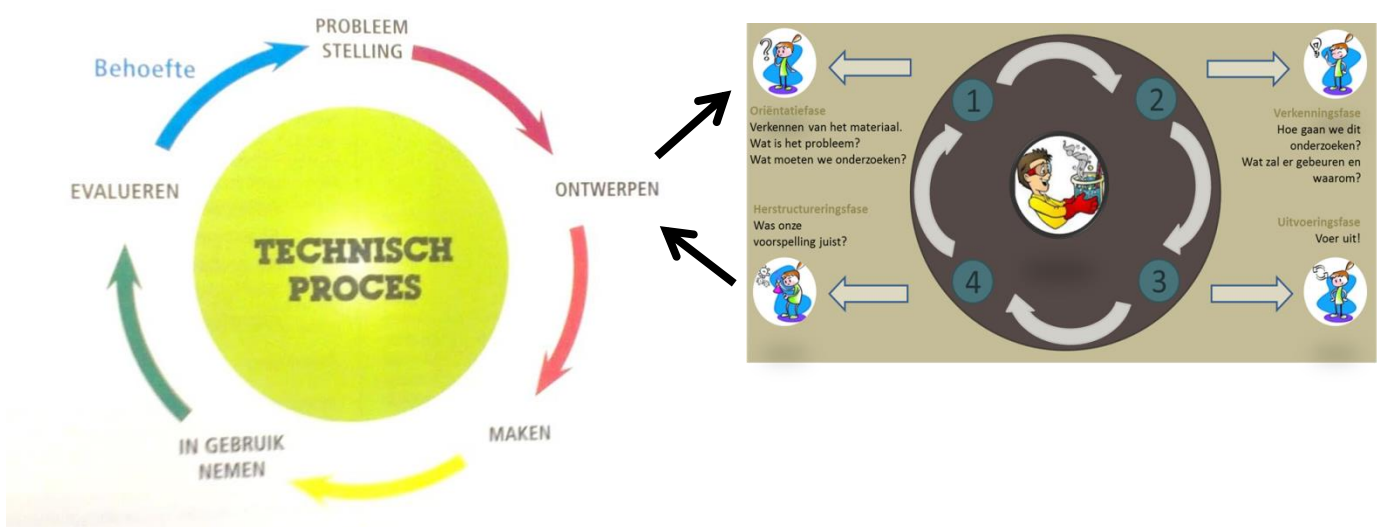 PROBLEEM
STELLING
Behoefte
ONTWERPEN
EVALUEREN
TECHNISCH
PROCES
MAKEN
IN GEBRUIK
NEMEN
?
Oriëntatiefase
Verkennen van het materiaal.
Wat is het probleem?
Wat moeten we onderzoeken?
1
2
Verkenningsfase
Hoe gaan we dit
onderzoeken?
Wat zal er gebeuren en
waarom?
Herstructureringsfase
Was onze
voorspelling juist?
4
3
Uitvoeringsfase
Voer uit!